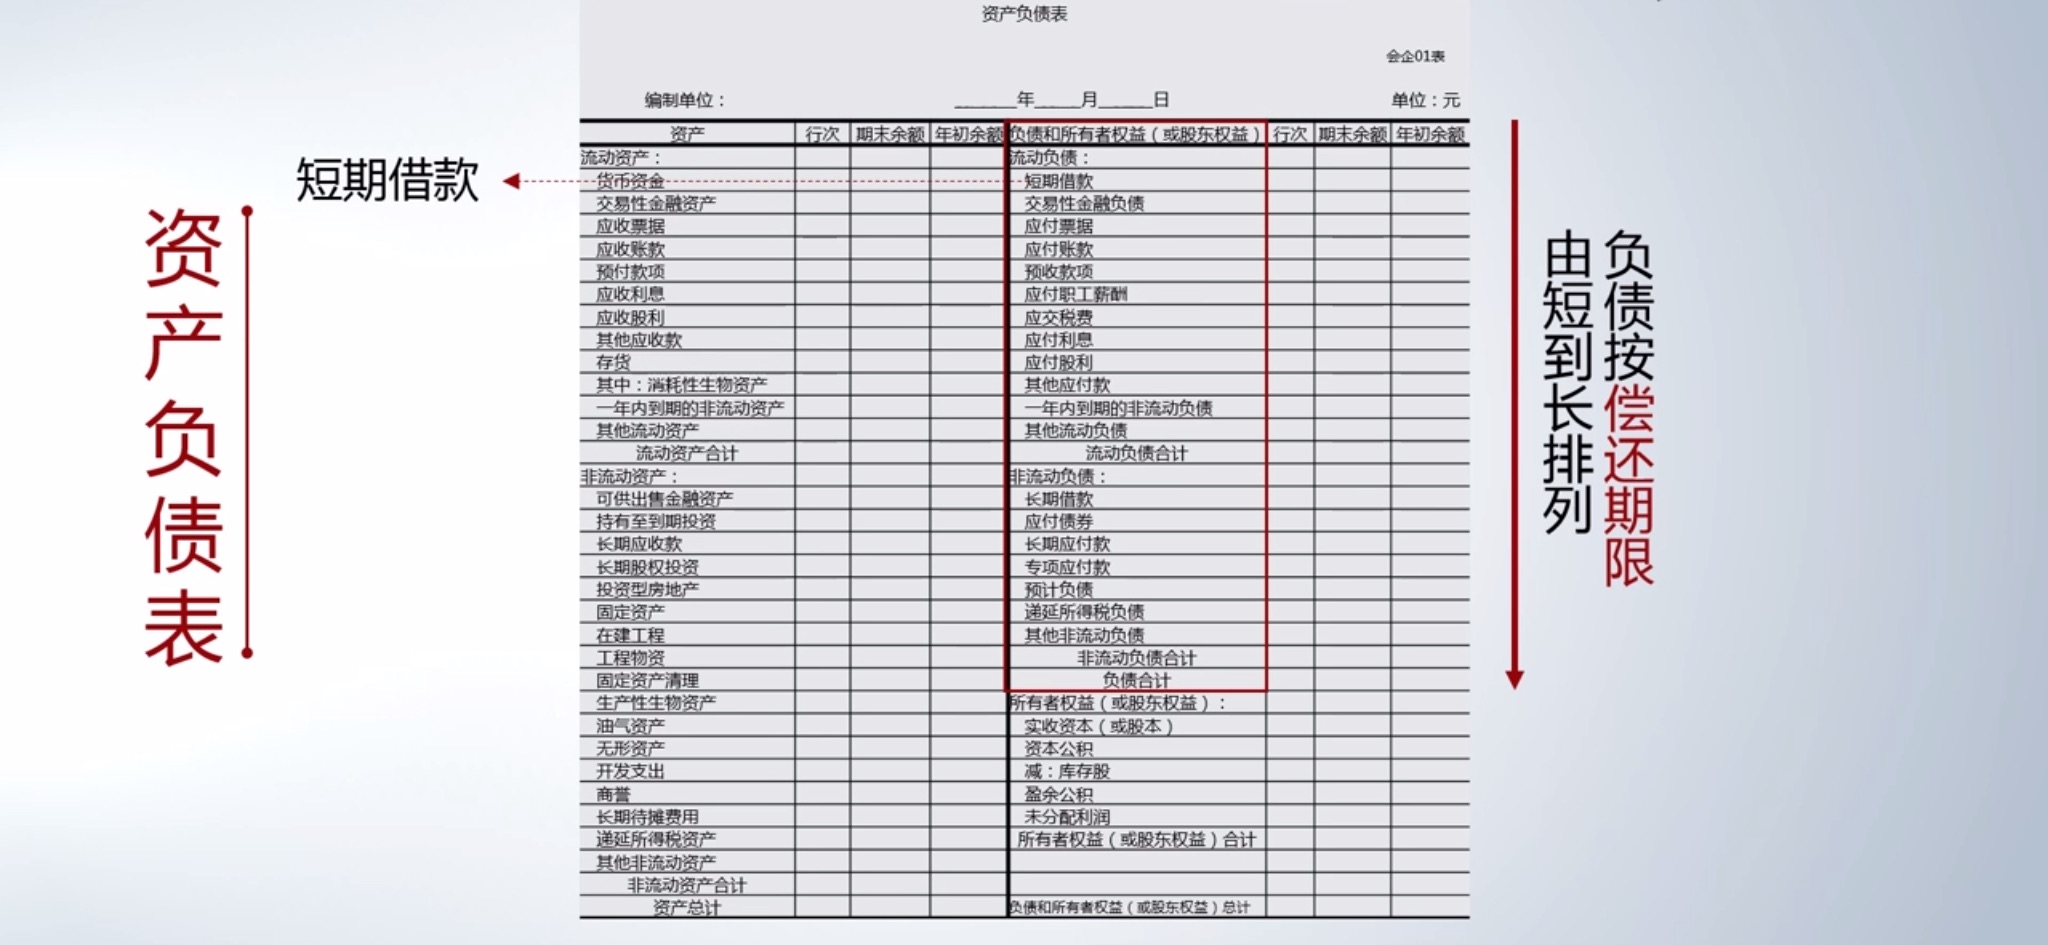 资产负债表
会企01表
编制单位：
______年_____月______日
单位：元
短期借款
资产负债表
资产 行次 期末余额 年初余额 负债和所有者权益（或股东权益） 行次 期末余额 年初余额
流动资产： 流动负债：
货币资金 短期借款
交易性金融资产 交易性金融负债
应收票据 应付票据
应收账款 应付账款
预付款项 预收款项
应收利息 应付职工薪酬
应收股利 应交税费
其他应收款 应付利息
存货 应付股利
其中：消耗性生物资产 其他应付款
一年内到期的非流动资产 一年内到期的非流动负债
其他流动资产 其他流动负债
流动资产合计 流动负债合计
非流动资产： 非流动负债：
可供出售金融资产 长期借款
持有至到期投资 应付债券
长期应收款 长期应付款
长期股权投资 专项应付款
投资型房地产 预计负债
固定资产 递延所得税负债
在建工程 其他非流动负债
工程物资 非流动负债合计
固定资产清理 负债合计
生产性生物资产 所有者权益（或股东权益）：
油气资产 实收资本（或股本）
无形资产 资本公积
开发支出 减：库存股
商誉 盈余公积
长期待摊费用 未分配利润
递延所得税资产 所有者权益（或股东权益）合计
其他非流动资产
非流动资产合计
资产总计 负债和所有者权益（或股东权益）总计
负债按偿还期限
由短到长排列